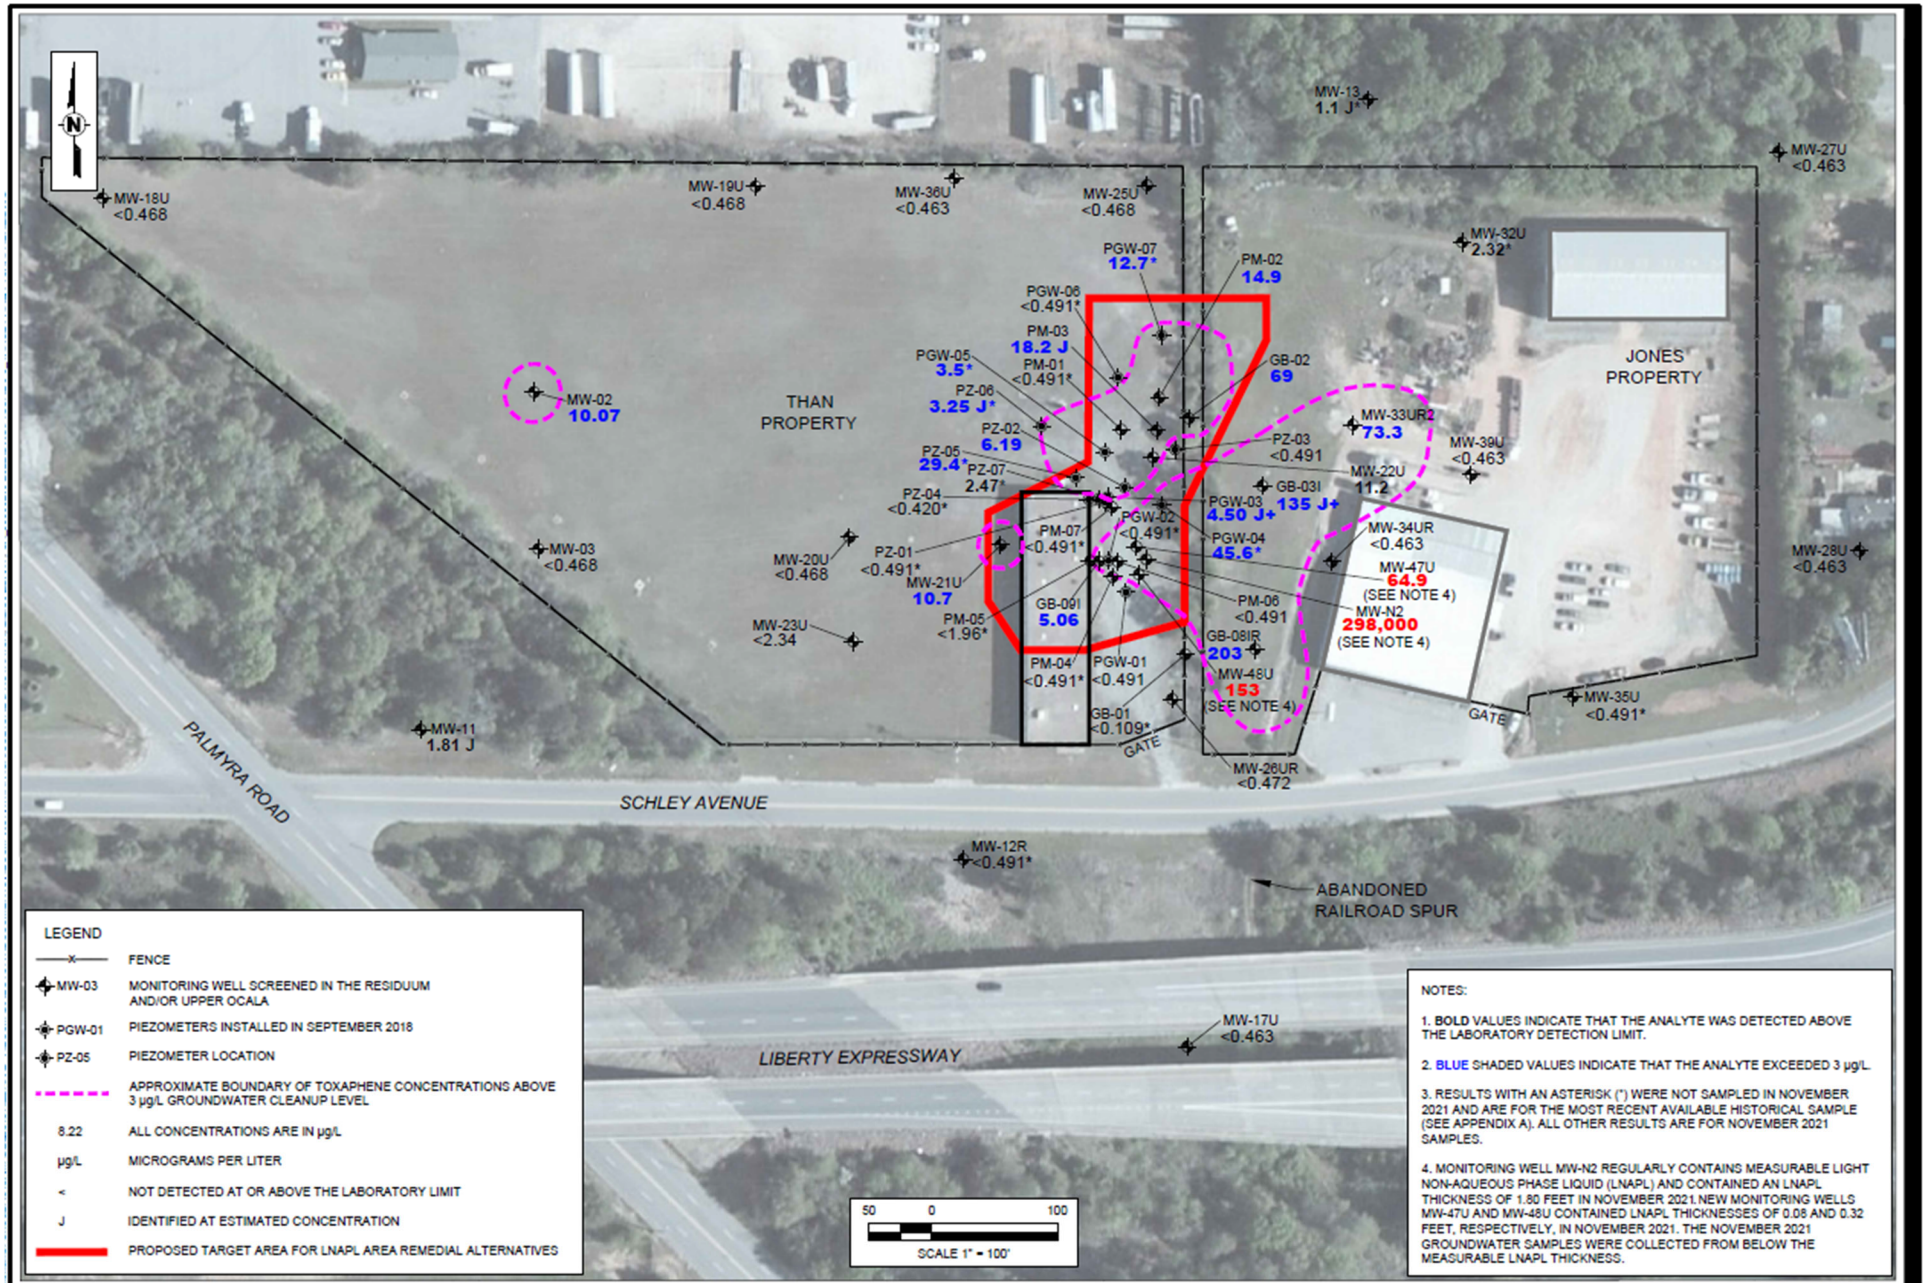 N
MW-13
1.1 J*
MW-27U
<0.463
MW-18U
<0.468
MW-19U
<0.468
MW-36U
<0.463
MW-25U
<0.468
MW-32U
2.32*
PGW-07
12.7*
PM-02
14.9
PGW-06
<0.491*
PM-03
18.2 J
PM-01
<0.491*
PGW-05
3.5*
PZ-06
3.25 J*
PZ-02
6.19
PZ-05
29.4*
PZ-07
2.47*
PZ-04
<0.420*
GB-02
69
JONES
PROPERTY
THAN
PROPERTY
MW-02
10.07
MW-33UR2
73.3
MW-39U
<0.463
PZ-03
<0.491
MW-22U
11.2
GB-03I
135 J+
PGW-03
4.50 J+
PGW-02
<0.491*
PM-07
<0.491*
PGW-04
45.6*
MW-34UR
<0.463
MW-47U
64.9
(SEE NOTE 4)
MW-N2
298,000
(SEE NOTE 4)
MW-28U
<0.463
MW-03
<0.468
MW-20U
<0.468
PZ-01
<0.491*
MW-21U
10.7
PM-05
<1.96*
GB-09I
5.06
PM-06
<0.491
GB-08IR
203
MW-23U
<2.34
PM-04
<0.491*
PGW-01
<0.491
MW-48U
153
(SEE NOTE 4)
GB-01
<0.109*
GATE
GATE
MW-35U
<0.491*
MW-11
1.81 J
MW-26UR
<0.472
PALMYRA ROAD
SCHLEY AVENUE
MW-12R
<0.491*
ABANDONED
RAILROAD SPUR
MW-17U
<0.463
LIBERTY EXPRESSWAY
LEGEND
X FENCE
MW-03 MONITORING WELL SCREENED IN THE RESIDUUM
AND/OR UPPER OCALA
PGW-01 PIEZOMETERS INSTALLED IN SEPTEMBER 2018
PZ-05 PIEZOMETER LOCATION
APPROXIMATE BOUNDARY OF TOXAPHENE CONCENTRATIONS ABOVE
3 µg/L GROUNDWATER CLEANUP LEVEL
8.22 ALL CONCENTRATIONS ARE IN µg/L
µg/L MICROGRAMS PER LITER
< NOT DETECTED AT OR ABOVE THE LABORATORY LIMIT
J IDENTIFIED AT ESTIMATED CONCENTRATION
PROPOSED TARGET AREA FOR LNAPL AREA REMEDIAL ALTERNATIVES
50 0 100
SCALE 1" = 100'
NOTES:
1. BOLD VALUES INDICATE THAT THE ANALYTE WAS DETECTED ABOVE
THE LABORATORY DETECTION LIMIT.
2. BLUE SHADED VALUES INDICATE THAT THE ANALYTE EXCEEDED 3 µg/L.
3. RESULTS WITH AN ASTERISK (*) WERE NOT SAMPLED IN NOVEMBER
2021 AND ARE FOR THE MOST RECENT AVAILABLE HISTORICAL SAMPLE
(SEE APPENDIX A). ALL OTHER RESULTS ARE FOR NOVEMBER 2021
SAMPLES.
4. MONITORING WELL MW-N2 REGULARLY CONTAINS MEASURABLE LIGHT
NON-AQUEOUS PHASE LIQUID (LNAPL) AND CONTAINED AN LNAPL
THICKNESS OF 1.80 FEET IN NOVEMBER 2021. NEW MONITORING WELLS
MW-47U AND MW-48U CONTAINED LNAPL THICKNESSES OF 0.08 AND 0.32
FEET, RESPECTIVELY, IN NOVEMBER 2021. THE NOVEMBER 2021
GROUNDWATER SAMPLES WERE COLLECTED FROM BELOW THE
MEASURABLE LNAPL THICKNESS.